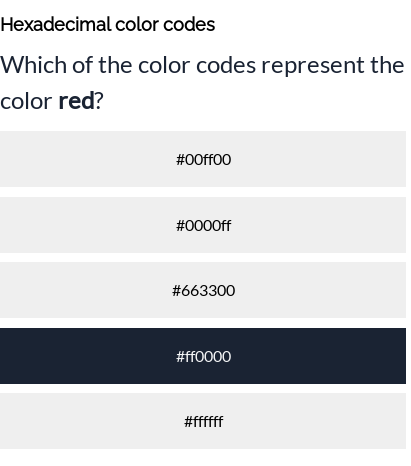 Hexadecimal color codes
Which of the color codes represent the
color red?
#00ff00
#0000ff
#663300
#ff0000
#ffffff